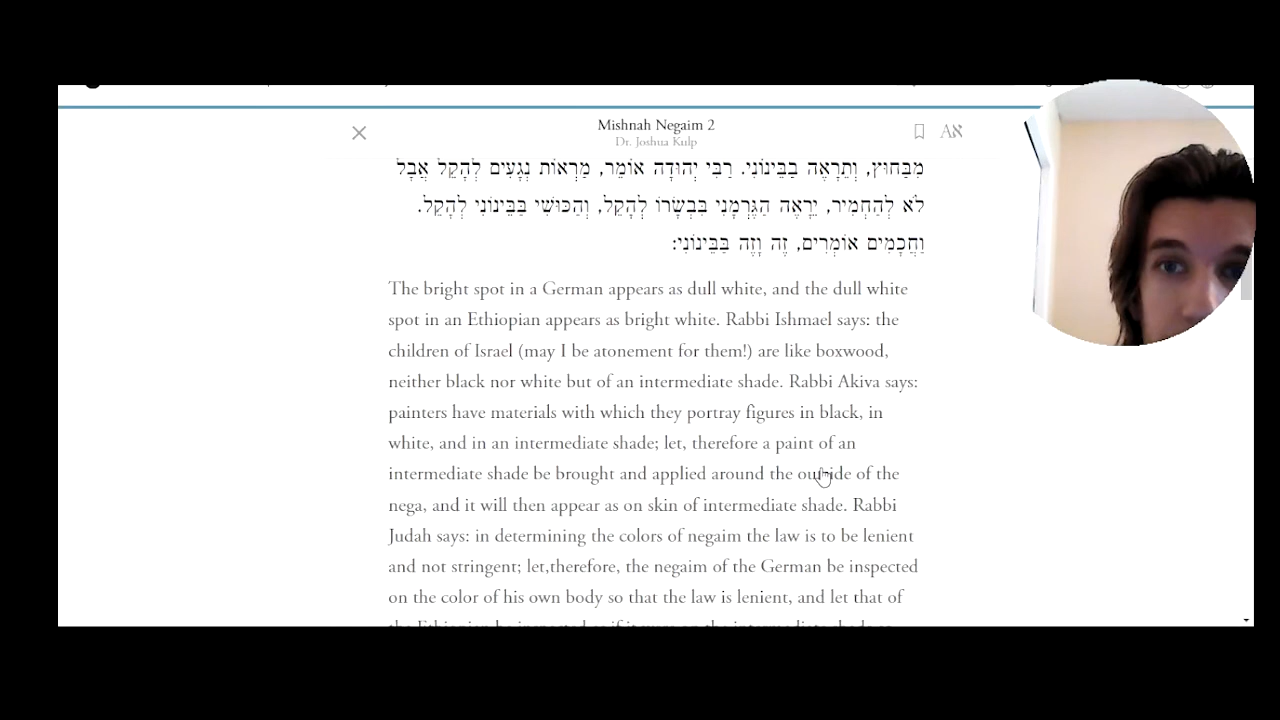 Mishnah Negaim 2
Dr. Joshua Kulp
מִבַּחוּץ, וְתֵרָאֶה בַבֵּינוֹנִי. רַבִּי יְהוּדָה אוֹמֵר, מַרְאוֹת נְגָעִים לְהָקֵל אֲבָל
לֹא לְהַחְמִיר, יֵרָאֶה הַגֶּרְמָנִי בִּבְשָׂרוֹ לְהָקֵל, וְהַכּוּשִׁי בַּבֵּינוֹנִי לְהָקֵל.
וַחֲכָמִים אוֹמְרִים, זֶה וָזֶה בַּבֵּינוֹנִי:
The bright spot in a German appears as dull white, and the dull white
spot in an Ethiopian appears as bright white. Rabbi Ishmael says: the
children of Israel (may I be atonement for them!) are like boxwood,
neither black nor white but of an intermediate shade. Rabbi Akiva says:
painters have materials with which they portray figures in black, in
white, and in an intermediate shade; let, therefore a paint of an
intermediate shade be brought and applied around the outside of the
nega, and it will then appear as on skin of intermediate shade. Rabbi
Judah says: in determining the colors of negaim the law is to be lenient
and not stringent; let,therefore, the negaim of the German be inspected
on the color of his own body so that the law is lenient, and let that of